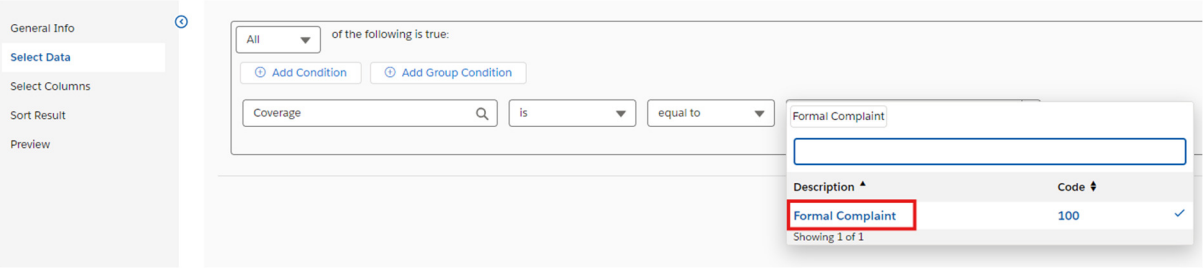 General Info
Select Data
Select Columns
Sort Result
Preview
All of the following is true:
Add Condition Add Group Condition
Coverage is equal to
Formal Complaint
Description Code
Formal Complaint 100
Showing 1 of 1